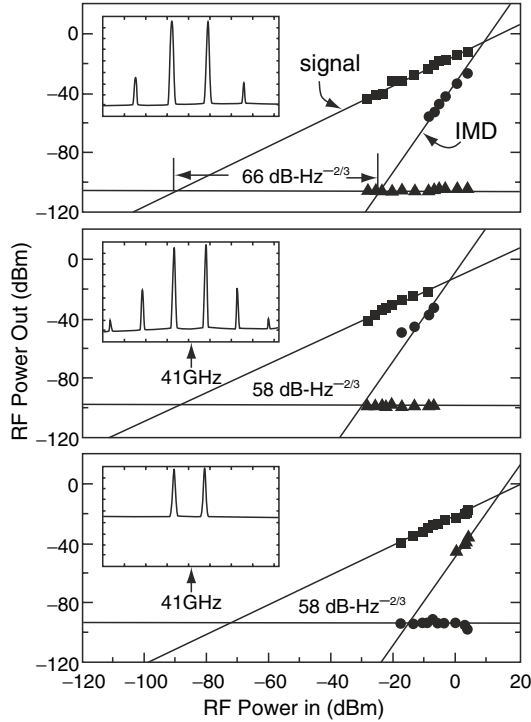 0
−40
−80
−120
signal
IMD
66 dB-Hz−2/3
RF Power Out (dBm)
0
−40
−80
−120
41GHz
58 dB-Hz−2/3
0
−40
−80
−120
41GHz
58 dB-Hz−2/3
−120 −100 −80 −60 −40 −20 0 20
RF Power in (dBm)